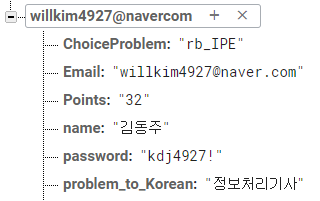 willkim4927@navercom + ×
ChoiceProblem: "rb_IPE"
Email: "willkim4927@naver.com"
Points: "32"
name: "김동주"
password: "kdj4927!"
problem_to_Korean: "정보처리기사"